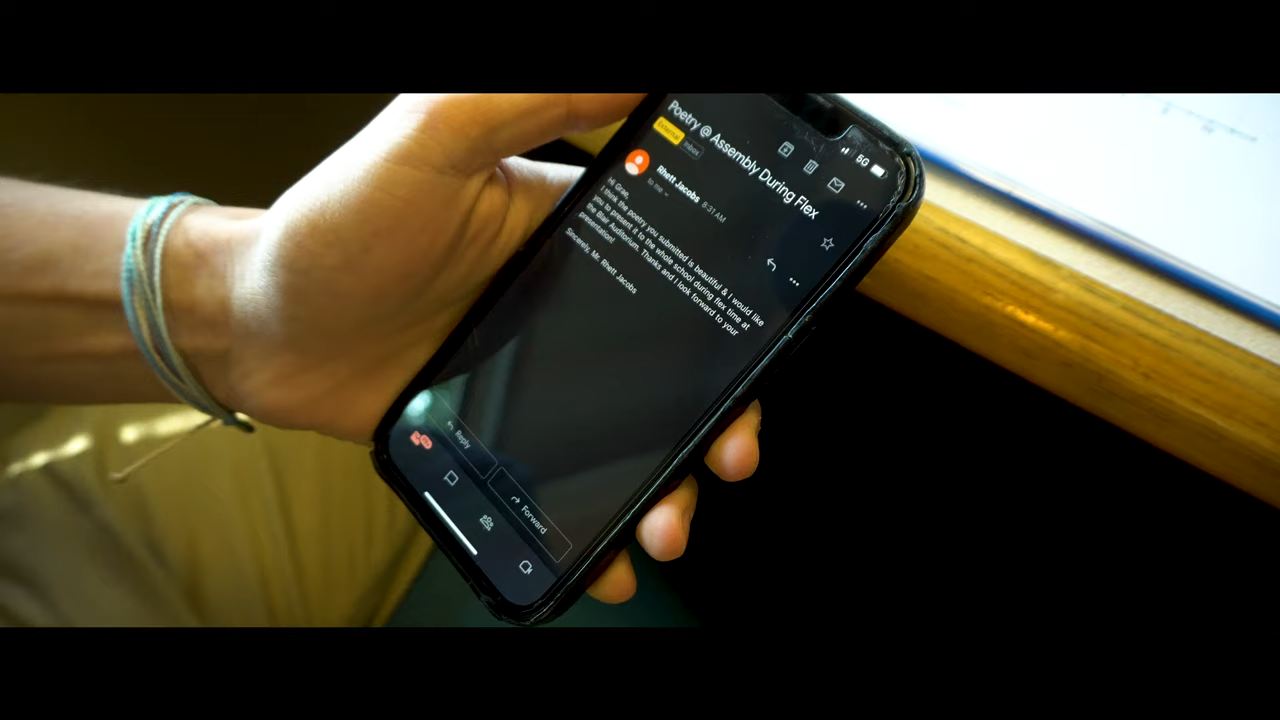 5G
Poetry @ Assembly During Flex
External
Inbox
Rhett Jacobs 8:31 AM
to me
Hi Grae,
I think the poetry you submitted is beautiful & I would like
you to present it to the whole school during flex time at
the Blair Auditorium. Thanks and I look forward to your
presentation!
Sincerely, Mr. Rhett Jacobs
Reply
Forward